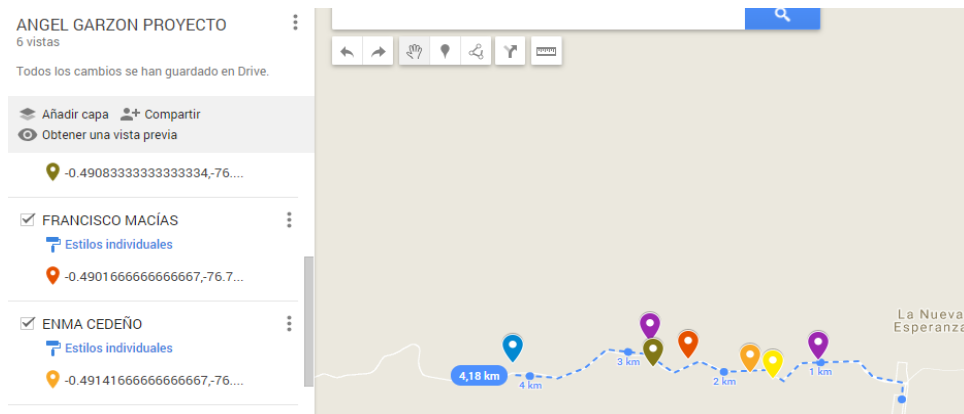 ANGEL GARZON PROYECTO
6 vistas
Todos los cambios se han guardado en Drive.
Añadir capa Compartir
Obtener una vista previa
-0.49083333333333334,-76....
FRANCISCO MACÍAS
Estilos individuales
-0.4901666666666667,-76.7...
ENMA CEDEÑO
Estilos individuales
-0.49141666666666667,-76....
La Nueva
Esperanza
3 km
4,18 km
4 km
2 km
1 km